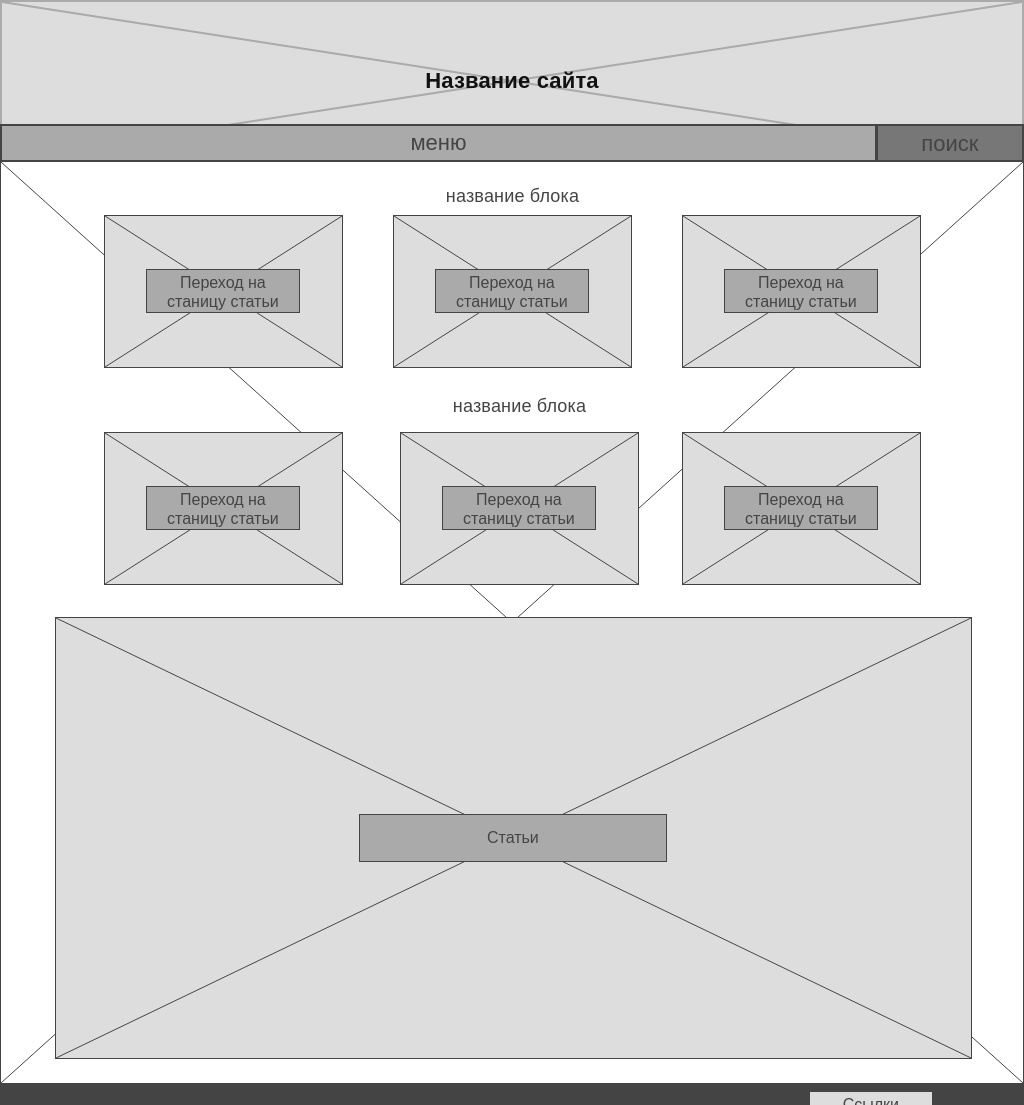 Название сайта
меню
поиск
название блока
Переход на
станицу статьи
Переход на
станицу статьи
Переход на
станицу статьи
название блока
Переход на
станицу статьи
Переход на
станицу статьи
Переход на
станицу статьи
Статьи
Ссылки